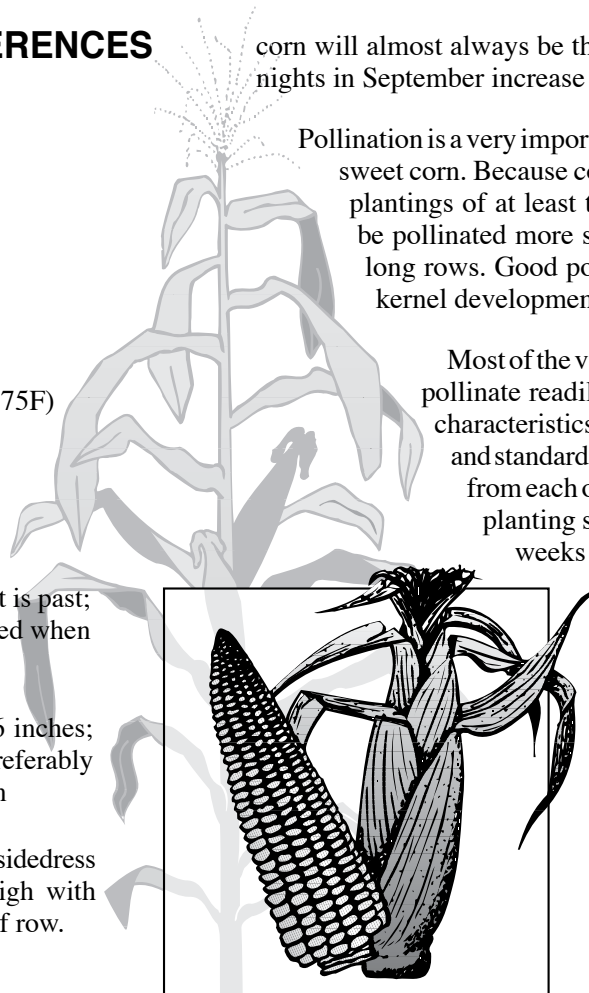 ERENCES
75F)
t is past;
ed when
6 inches;
referably
n
sidedress
igh with
f row.
corn will almost always be th
nights in September increase
Pollination is a very impor
sweet corn. Because co
plantings of at least t
be pollinated more s
long rows. Good po
kernel developmen
Most of the v
pollinate readil
characteristics
and standard
from each o
planting s
weeks